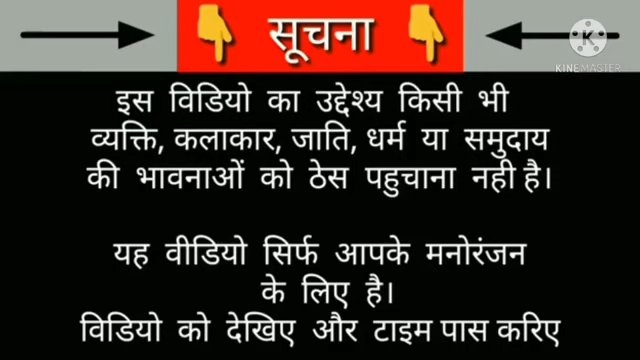 👇 सूचना 👇
KINEMASTER
इस विडियो का उद्देश्य किसी भी
व्यक्ति, कलाकार, जाति, धर्म या समुदाय
की भावनाओं को ठेस पहुचाना नही है।
यह वीडियो सिर्फ आपके मनोरंजन
के लिए है।
विडियो को देखिए और टाइम पास करिए